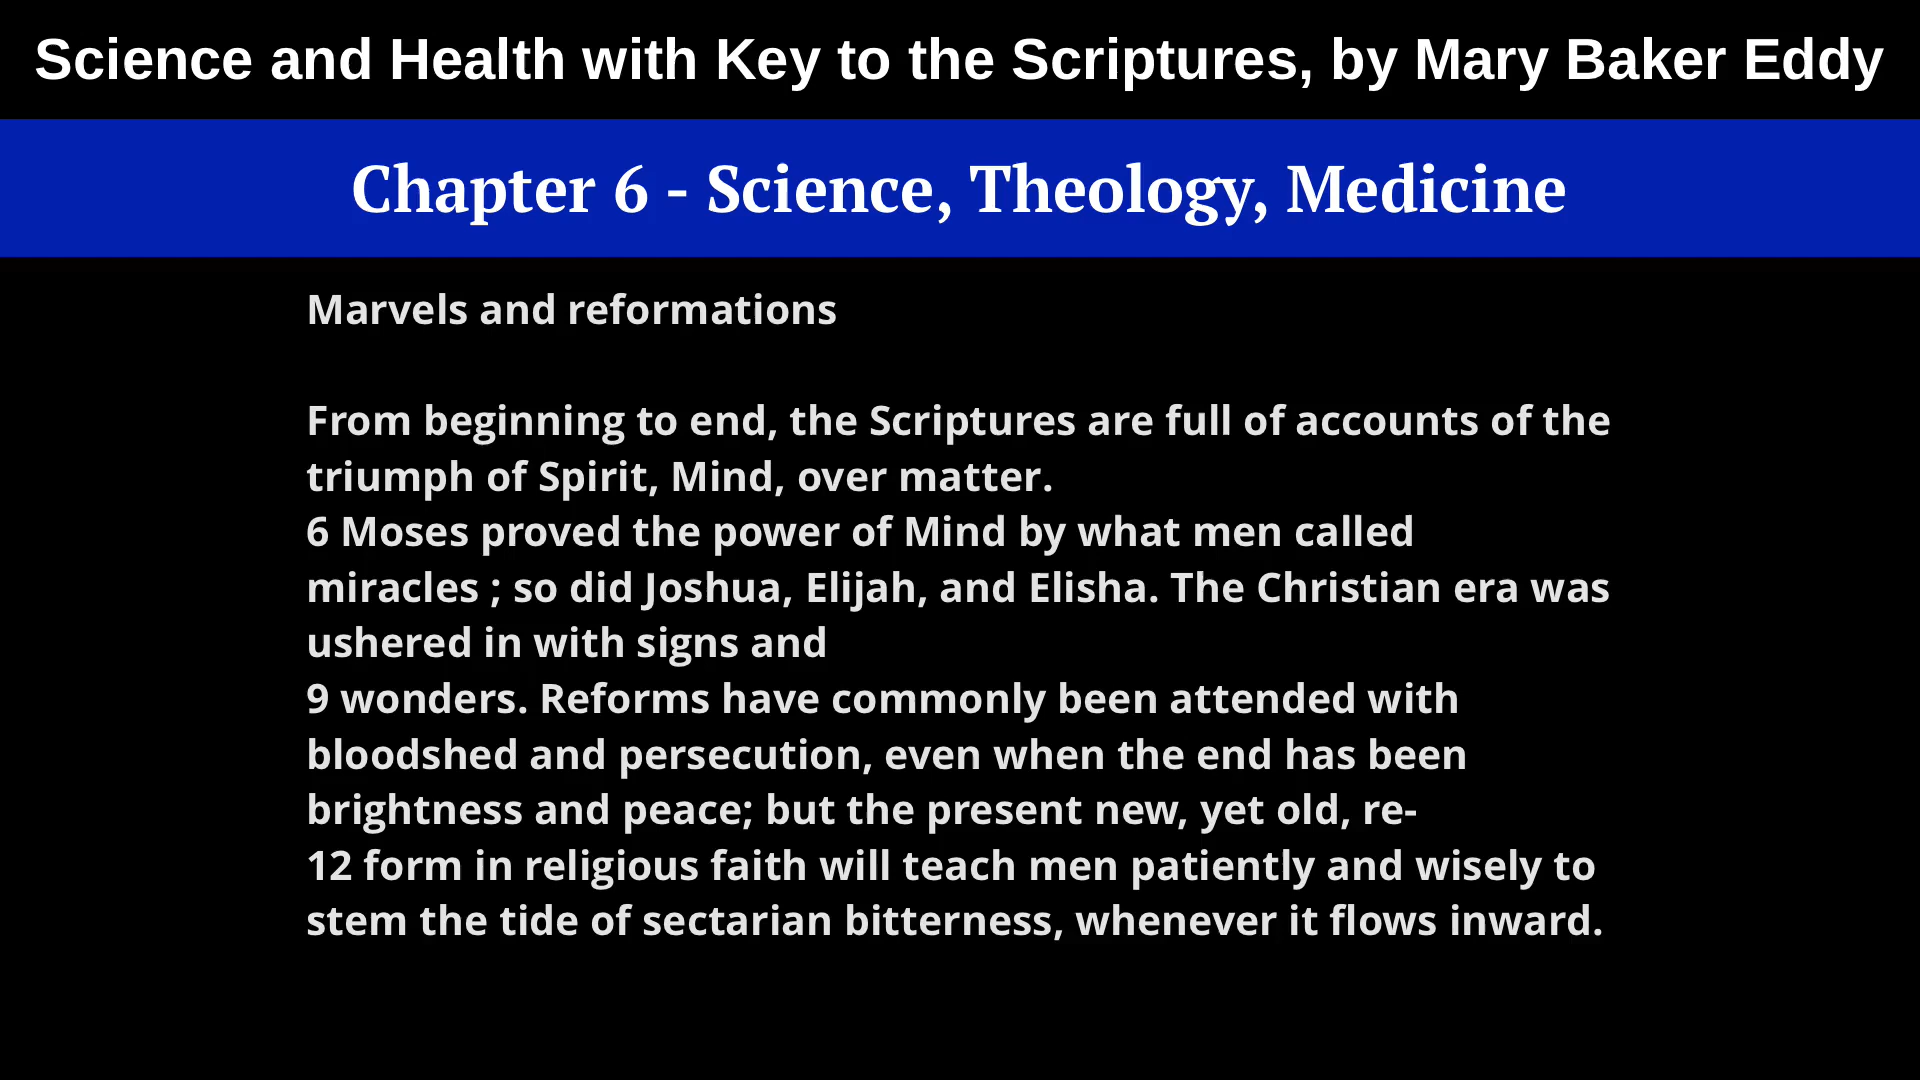 Science and Health with Key to the Scriptures, by Mary Baker Eddy
Chapter 6 - Science, Theology, Medicine
Marvels and reformations
From beginning to end, the Scriptures are full of accounts of the
triumph of Spirit, Mind, over matter.
6 Moses proved the power of Mind by what men called
miracles ; so did Joshua, Elijah, and Elisha. The Christian era was
ushered in with signs and
9 wonders. Reforms have commonly been attended with
bloodshed and persecution, even when the end has been
brightness and peace; but the present new, yet old, re-
12 form in religious faith will teach men patiently and wisely to
stem the tide of sectarian bitterness, whenever it flows inward.